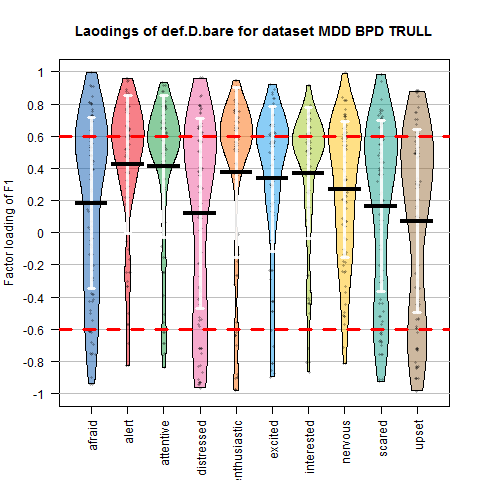 Laodings of def.D.bare for dataset MDD BPD TRULL
Factor loading of F1
1
0.8
0.6
0.4
0.2
0
-0.2
-0.4
-0.6
-0.8
-1
afraid
alert
attentive
distressed
enthusiastic
excited
interested
nervous
scared
upset